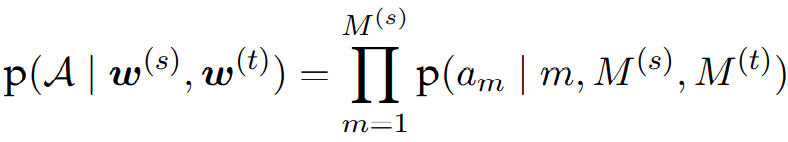 p(𝒜 | w^{(s)}, w^{(t)}) = ∏_{m=1}^{M^{(s)}} p(a_m | m, M^{(s)}, M^{(t)})